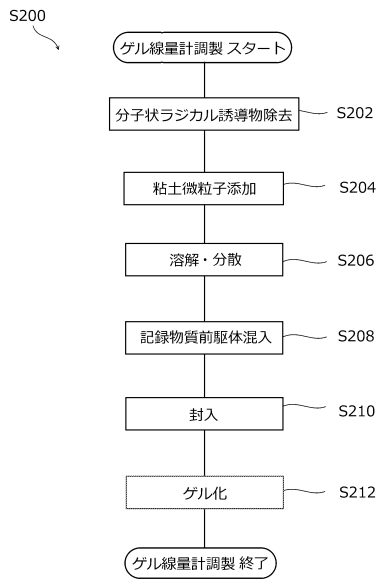 S200
ゲル線量計調製 スタート
分子状ラジカル誘導物除去
S202
粘土微粒子添加
S204
溶解・分散
S206
記録物質前駆体混入
S208
封入
S210
ゲル化
S212
ゲル線量計調製 終了